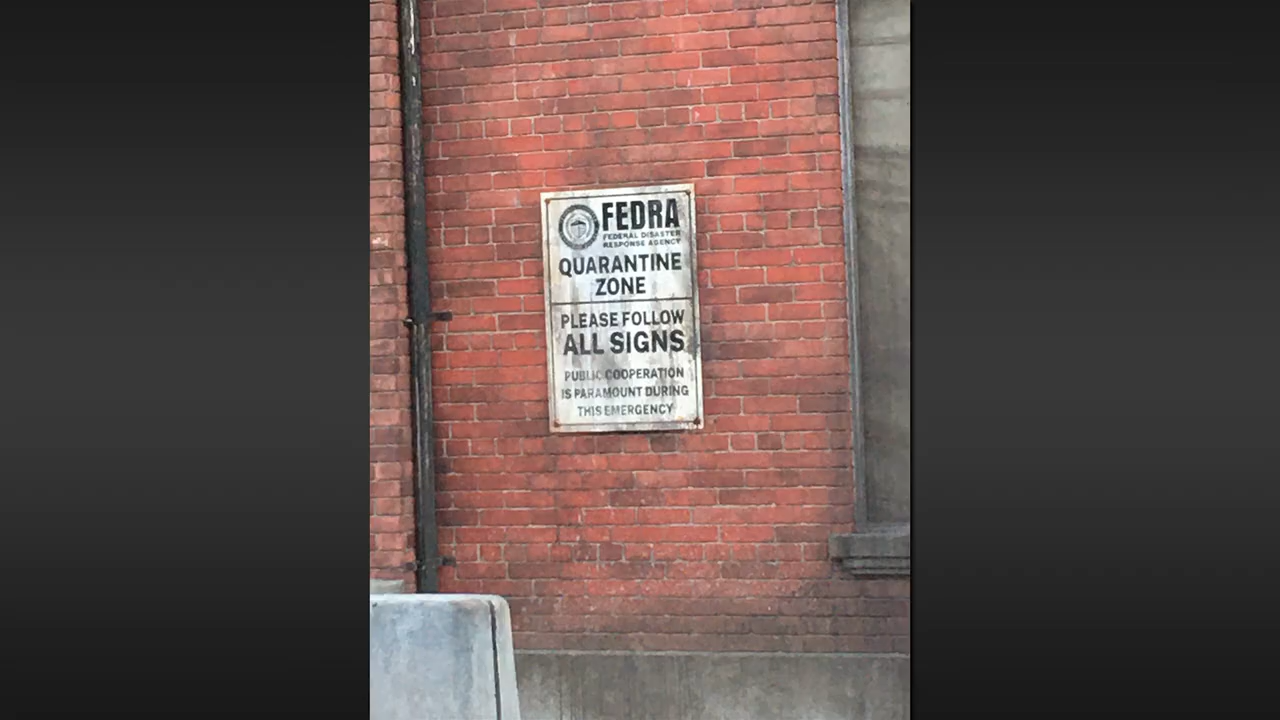 FEDRA
FEDERAL DISASTER
RESPONSE AGENCY
QUARANTINE
ZONE
PLEASE FOLLOW
ALL SIGNS
PUBLIC COOPERATION
IS PARAMOUNT DURING
THIS EMERGENCY